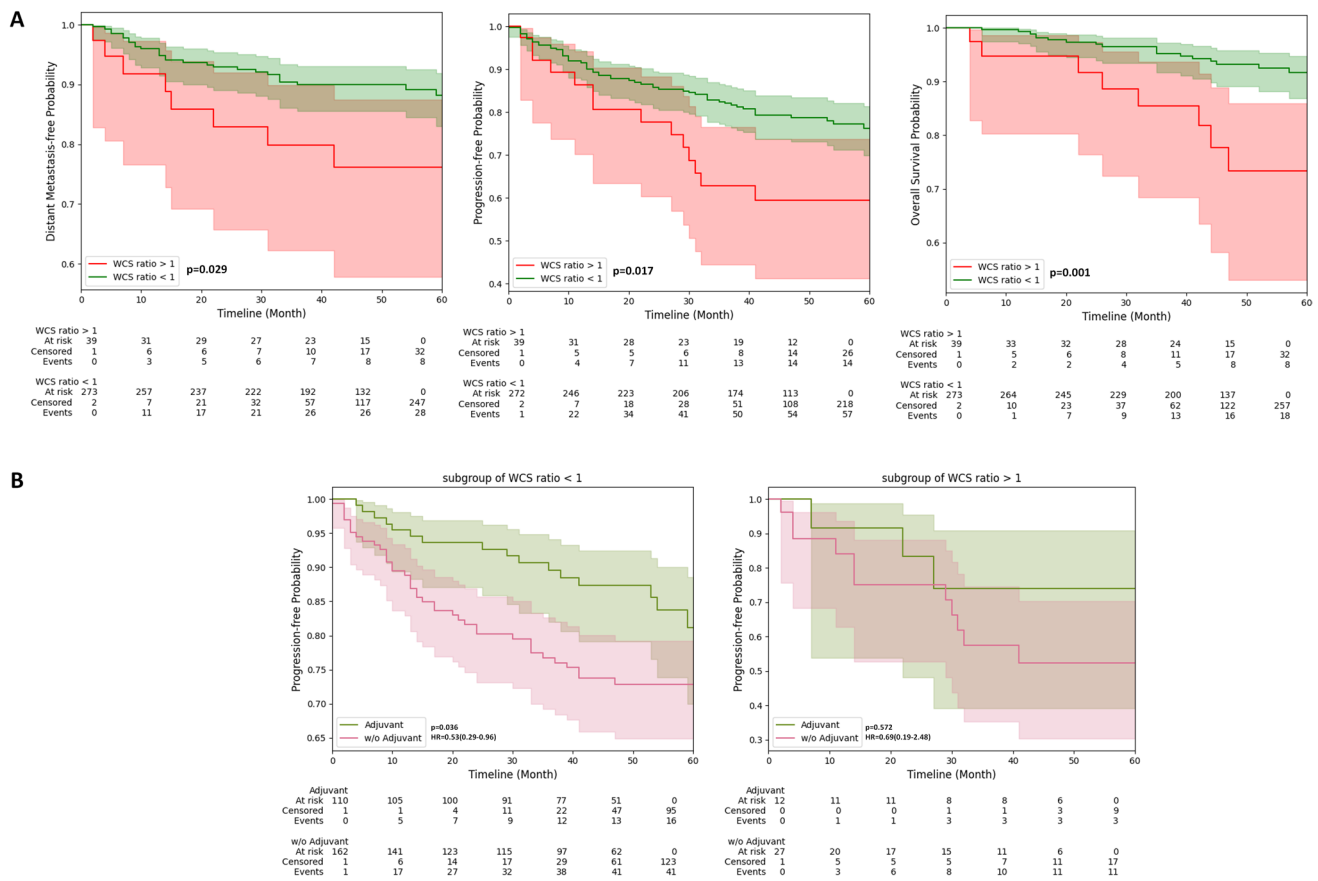 A
1.0
0.9
0.8
0.7
0.6
Distant Metastasis-free Probability
WCS ratio > 1
WCS ratio < 1
p=0.029
0 10 20 30 40 50 60
Timeline (Month)
WCS ratio > 1
At risk 39 31 29 27 23 15 0
Censored 1 6 6 7 10 17 32
Events 0 3 5 6 7 8 8
WCS ratio < 1
At risk 273 257 237 222 192 132 0
Censored 2 7 21 32 57 117 247
Events 0 11 17 21 26 26 28
1.0
0.9
0.8
0.7
0.6
0.5
0.4
Progression-free Probability
WCS ratio > 1
WCS ratio < 1
p=0.017
0 10 20 30 40 50 60
Timeline (Month)
WCS ratio > 1
At risk 39 31 28 23 19 12 0
Censored 1 5 5 6 8 14 26
Events 0 4 7 11 13 14 14
WCS ratio < 1
At risk 272 246 223 206 174 113 0
Censored 2 7 18 28 51 108 218
Events 1 22 34 41 50 54 57
1.0
0.9
0.8
0.7
0.6
Overall Survival Probability
WCS ratio > 1
WCS ratio < 1
p=0.001
0 10 20 30 40 50 60
Timeline (Month)
WCS ratio > 1
At risk 39 33 32 28 24 15 0
Censored 1 5 6 8 11 17 32
Events 0 2 2 4 5 8 8
WCS ratio < 1
At risk 273 264 245 229 200 137 0
Censored 2 10 23 37 62 122 257
Events 0 1 7 9 13 16 18
B
subgroup of WCS ratio < 1
1.00
0.95
0.90
0.85
0.80
0.75
0.70
0.65
Progression-free Probability
Adjuvant
w/o Adjuvant
p=0.036
HR=0.53(0.29-0.96)
0 10 20 30 40 50 60
Timeline (Month)
Adjuvant
At risk 110 105 100 91 77 51 0
Censored 1 1 4 11 22 47 95
Events 0 5 7 9 12 13 16
w/o Adjuvant
At risk 162 141 123 115 97 62 0
Censored 1 6 14 17 29 61 123
Events 1 17 27 32 38 41 41
subgroup of WCS ratio > 1
1.0
0.9
0.8
0.7
0.6
0.5
0.4
0.3
Progression-free Probability
Adjuvant
w/o Adjuvant
p=0.572
HR=0.69(0.19-2.48)
0 10 20 30 40 50 60
Timeline (Month)
Adjuvant
At risk 12 11 11 8 8 6 0
Censored 0 0 0 1 1 3 9
Events 0 1 1 3 3 3 3
w/o Adjuvant
At risk 27 20 17 15 11 6 0
Censored 1 5 5 5 7 11 17
Events 0 3 6 8 10 11 11